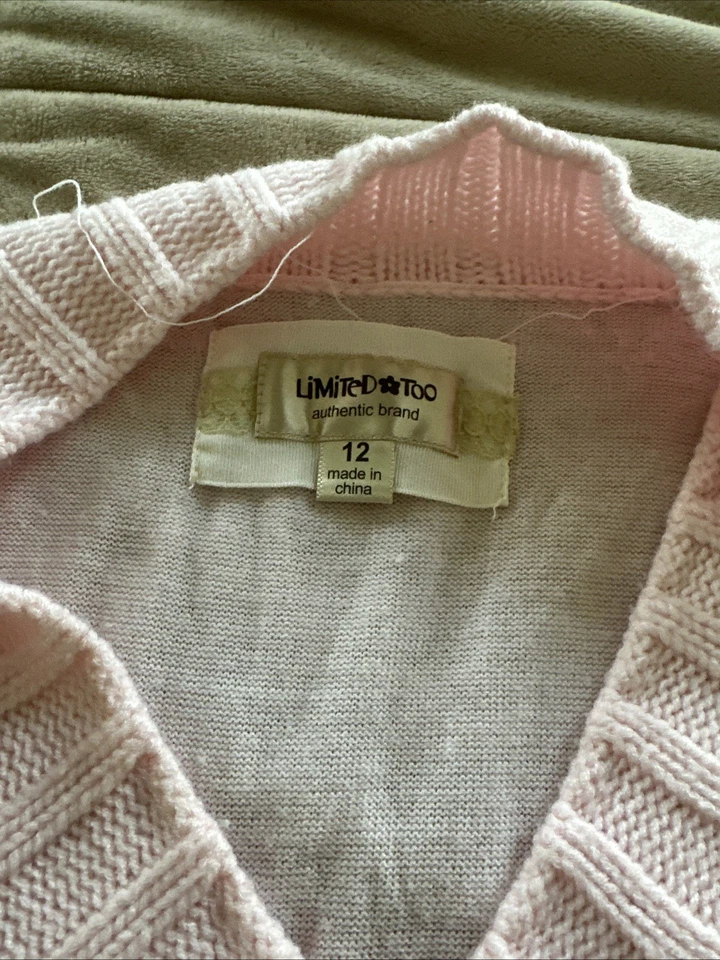 LiMiTeD✽Too
authentic brand
12
made in
china